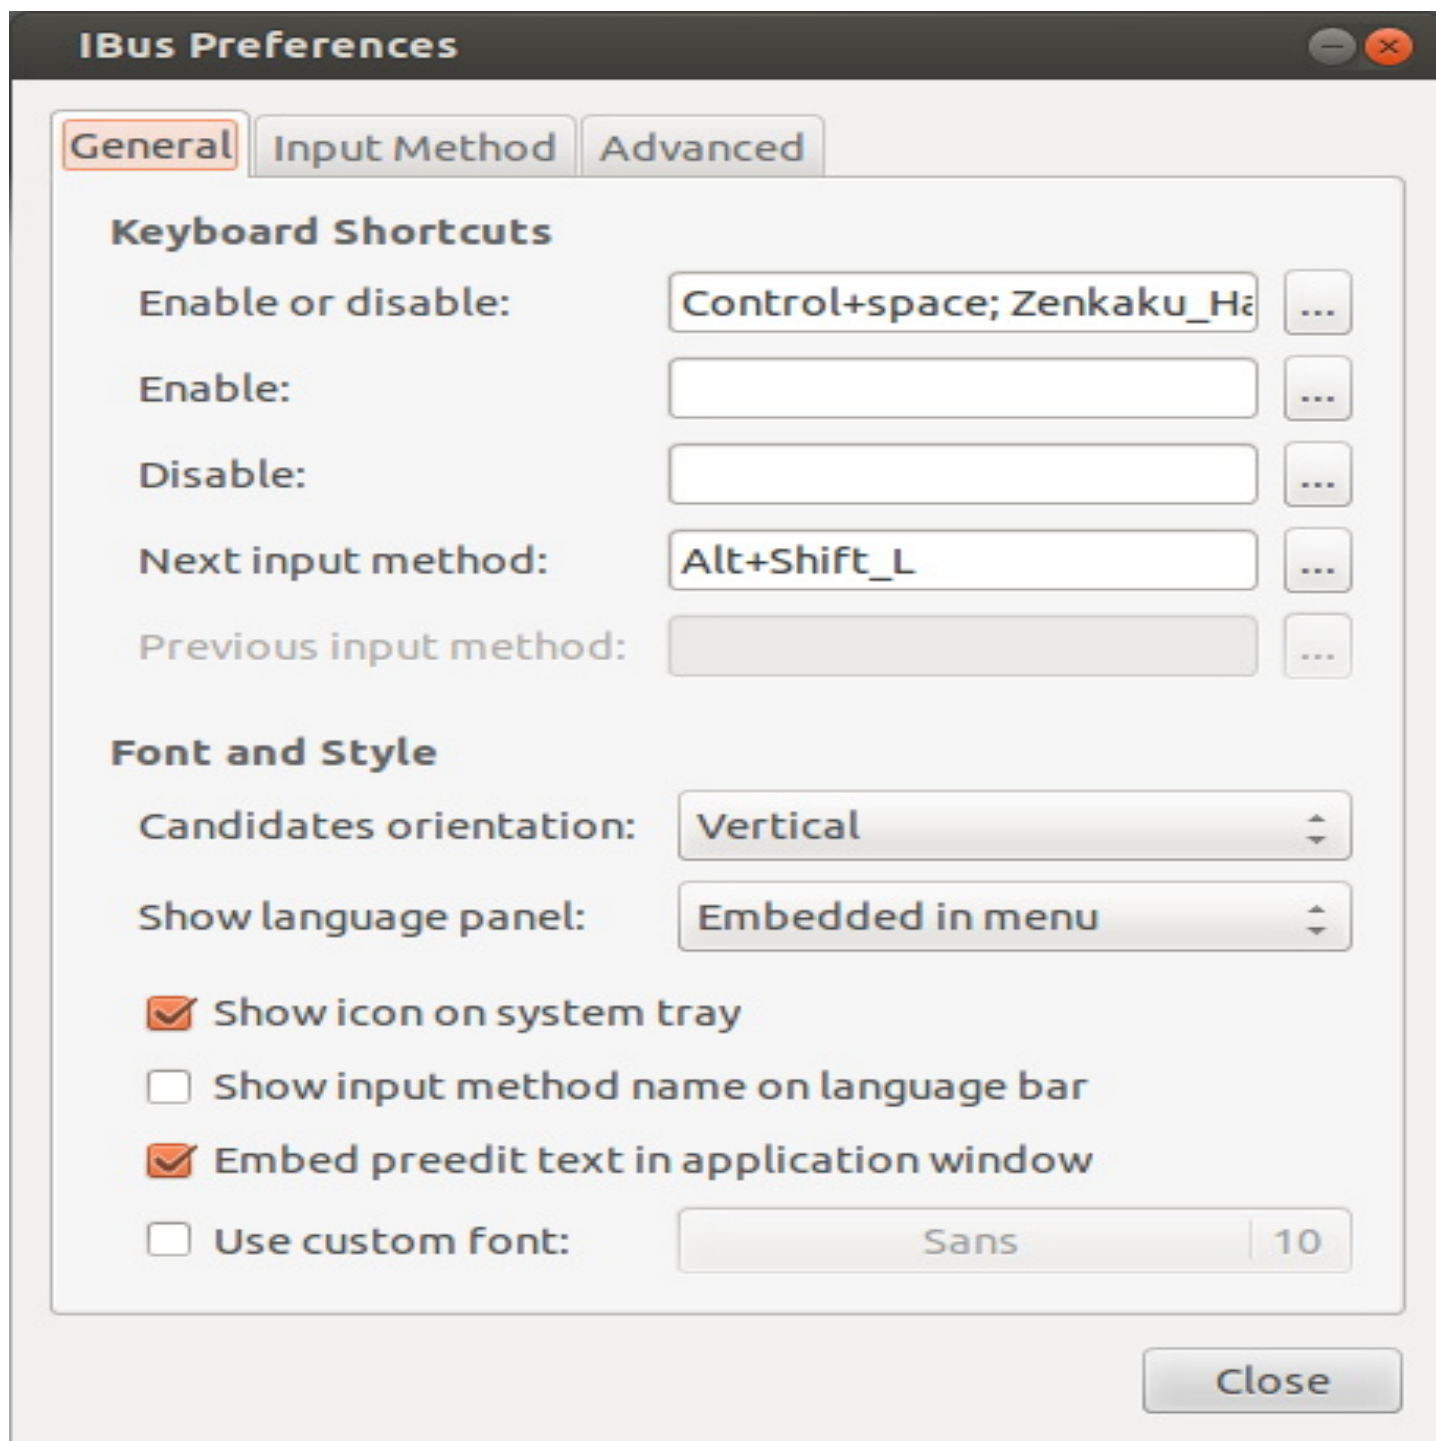 IBus Preferences
General Input Method Advanced
Keyboard Shortcuts
Enable or disable: Control+space; Zenkaku_Ha ...
Enable: ...
Disable: ...
Next input method: Alt+Shift_L ...
Previous input method: ...
Font and Style
Candidates orientation: Vertical
Show language panel: Embedded in menu
Show icon on system tray
Show input method name on language bar
Embed preedit text in application window
Use custom font: Sans 10
Close